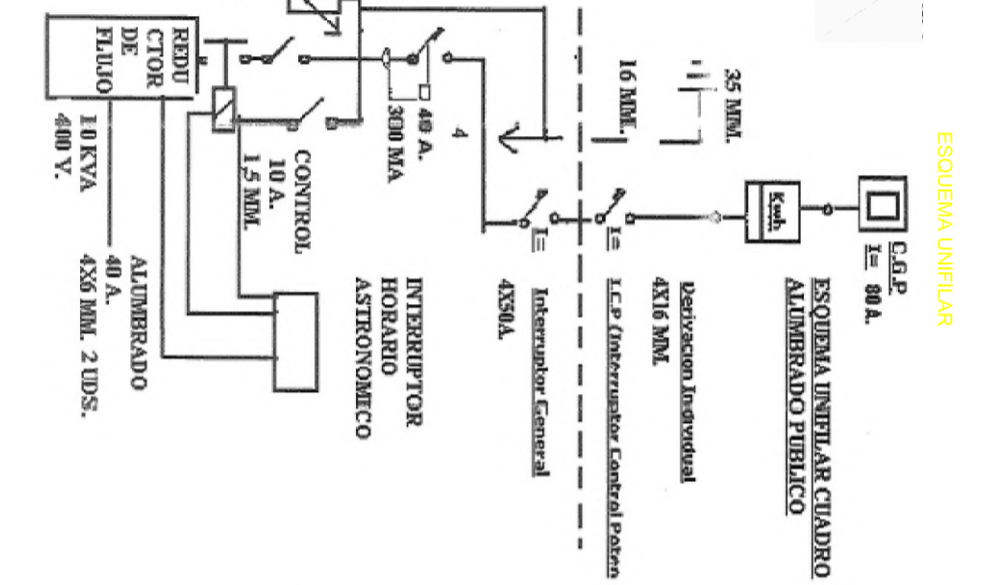 ESQUEMA UNIFILAR
C.G.P
I= 80A.
ESQUEMA UNIFILAR CUADRO
ALUMBRADO PUBLICO
Kwh
35 MM.
16 MM.
Derivacion Individual
4X16 MM.
I=
I.C.P (Interruptor Control Poten
I=
Interruptor General
4X50A.
4
40 A.
300 MA
INTERRUPTOR
HORARIO
ASTRONOMECO
CONTROL
10 A.
1,5 MM.
REDU
CTOR
DE
FLUJO
10 KVA
400 V.
ALUMBRADO
40 A.
4X6 MM. 2 UDS.